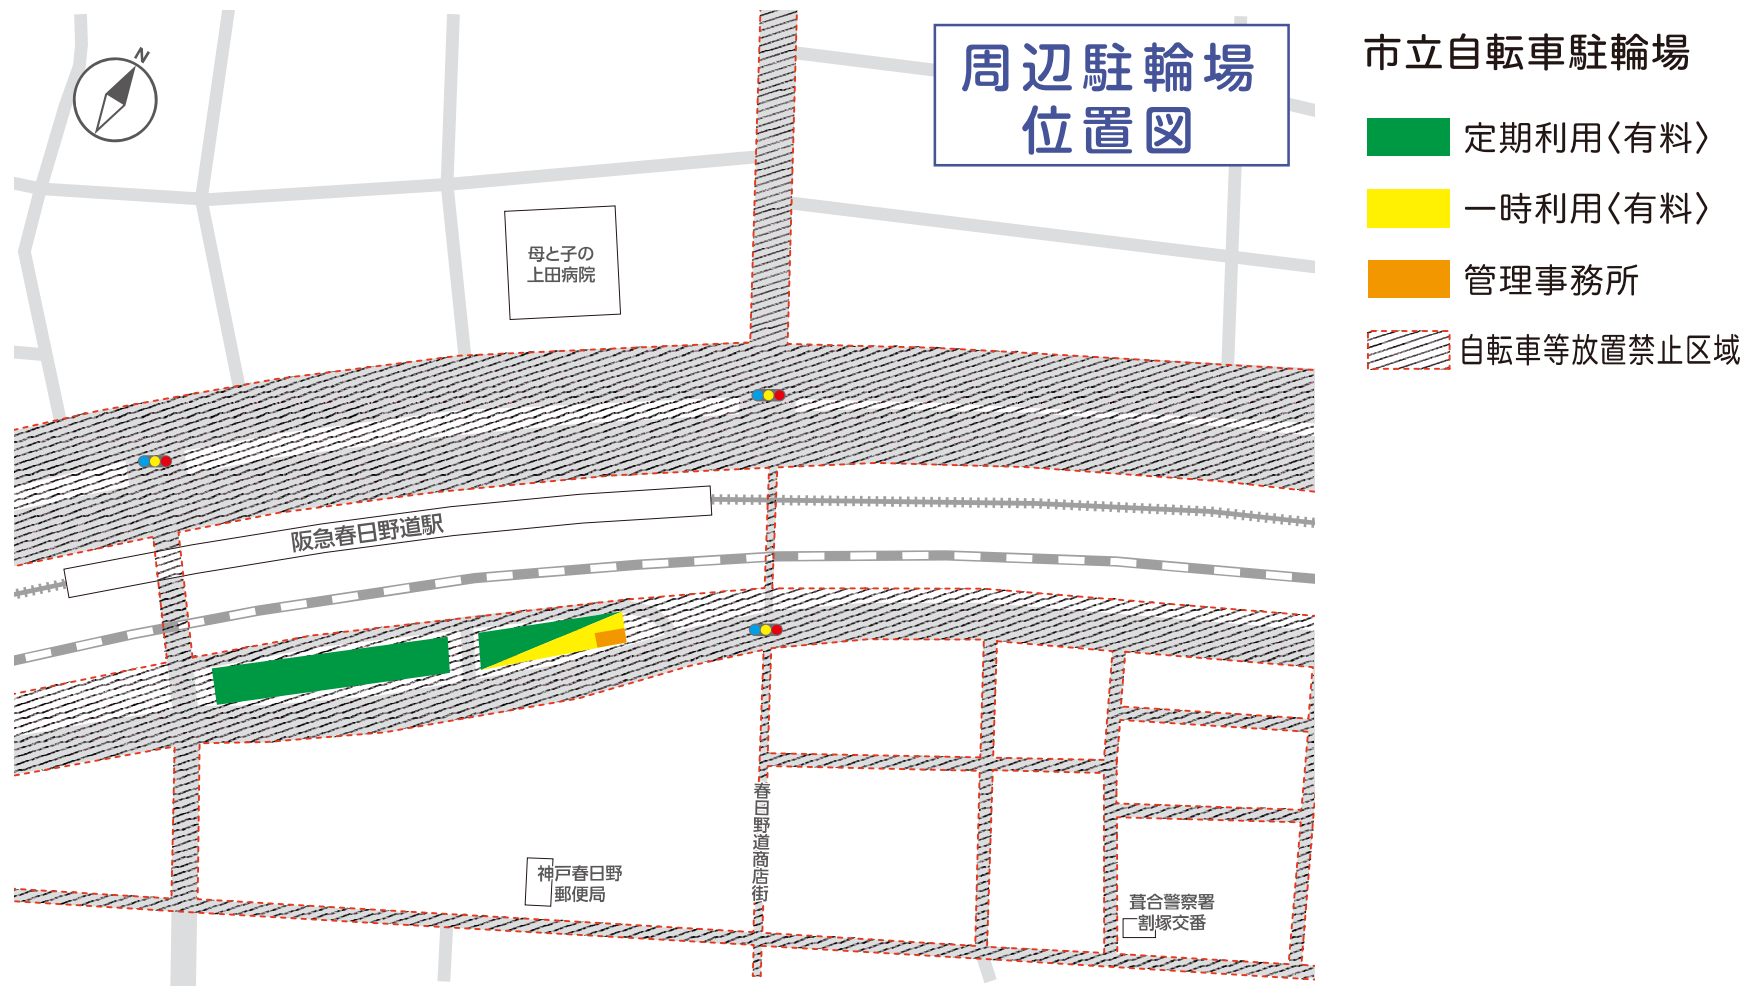 周辺駐輪場
位置図
市立自転車駐輪場
定期利用〈有料〉
一時利用〈有料〉
管理事務所
自転車等放置禁止区域
N
母と子の
上田病院
阪急春日野道駅
春日野道商店街
神戸春日野
郵便局
葺合警察署
割塚交番